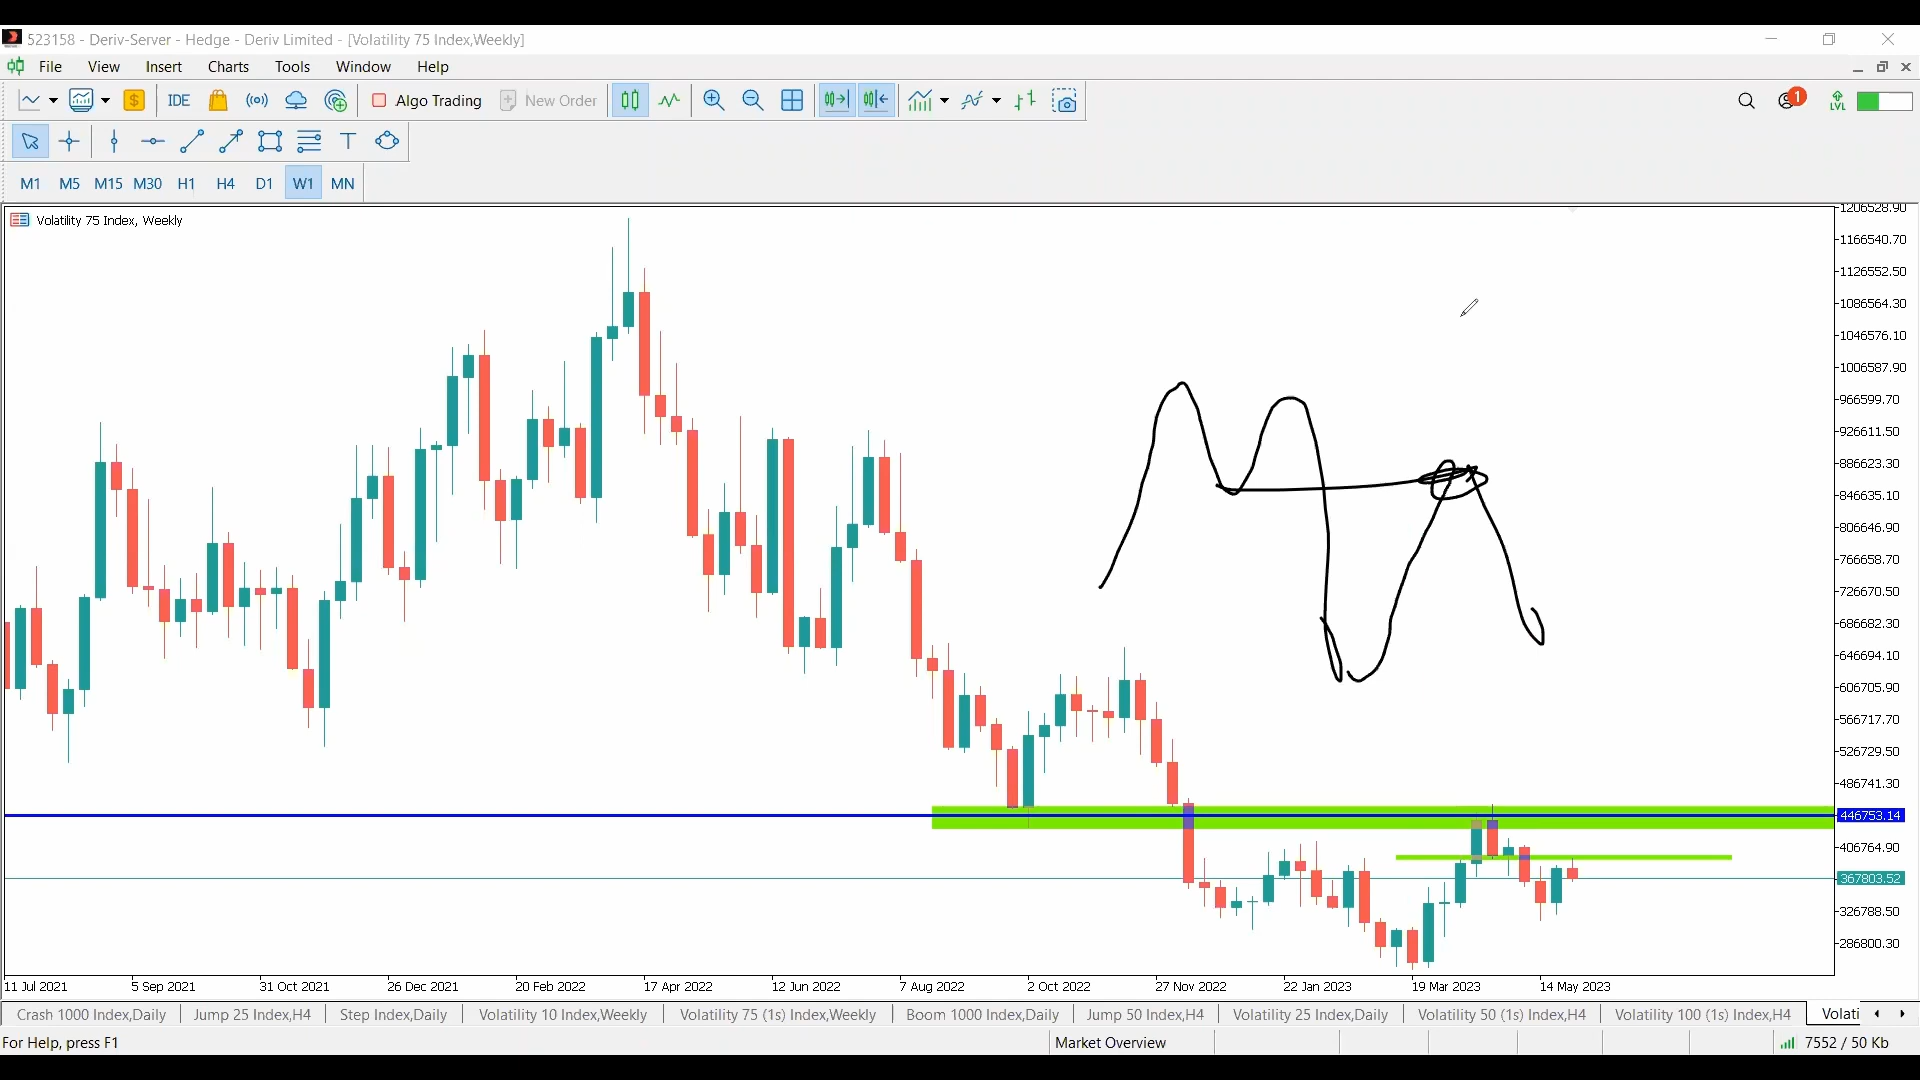 523158 - Deriv-Server - Hedge - Deriv Limited - [Volatility 75 Index,Weekly]
File View Insert Charts Tools Window Help
IDE Algo Trading New Order 1 LVL
T
M1 M5 M15 M30 H1 H4 D1 W1 MN
Volatility 75 Index, Weekly
1206528.90
1166540.70
1126552.50
1086564.30
1046576.10
1006587.90
966599.70
926611.50
886623.30
846635.10
806646.90
766658.70
726670.50
686682.30
646694.10
606705.90
566717.70
526729.50
486741.30
446753.14
406764.90
367803.52
326788.50
286800.30
11 Jul 2021 5 Sep 2021 31 Oct 2021 26 Dec 2021 20 Feb 2022 17 Apr 2022 12 Jun 2022 7 Aug 2022 2 Oct 2022 27 Nov 2022 22 Jan 2023 19 Mar 2023 14 May 2023
Crash 1000 Index,Daily Jump 25 Index,H4 Step Index,Daily Volatility 10 Index,Weekly Volatility 75 (1s) Index,Weekly Boom 1000 Index,Daily Jump 50 Index,H4 Volatility 25 Index,Daily Volatility 50 (1s) Index,H4 Volatility 100 (1s) Index,H4 Volati
For Help, press F1 Market Overview 7552 / 50 Kb